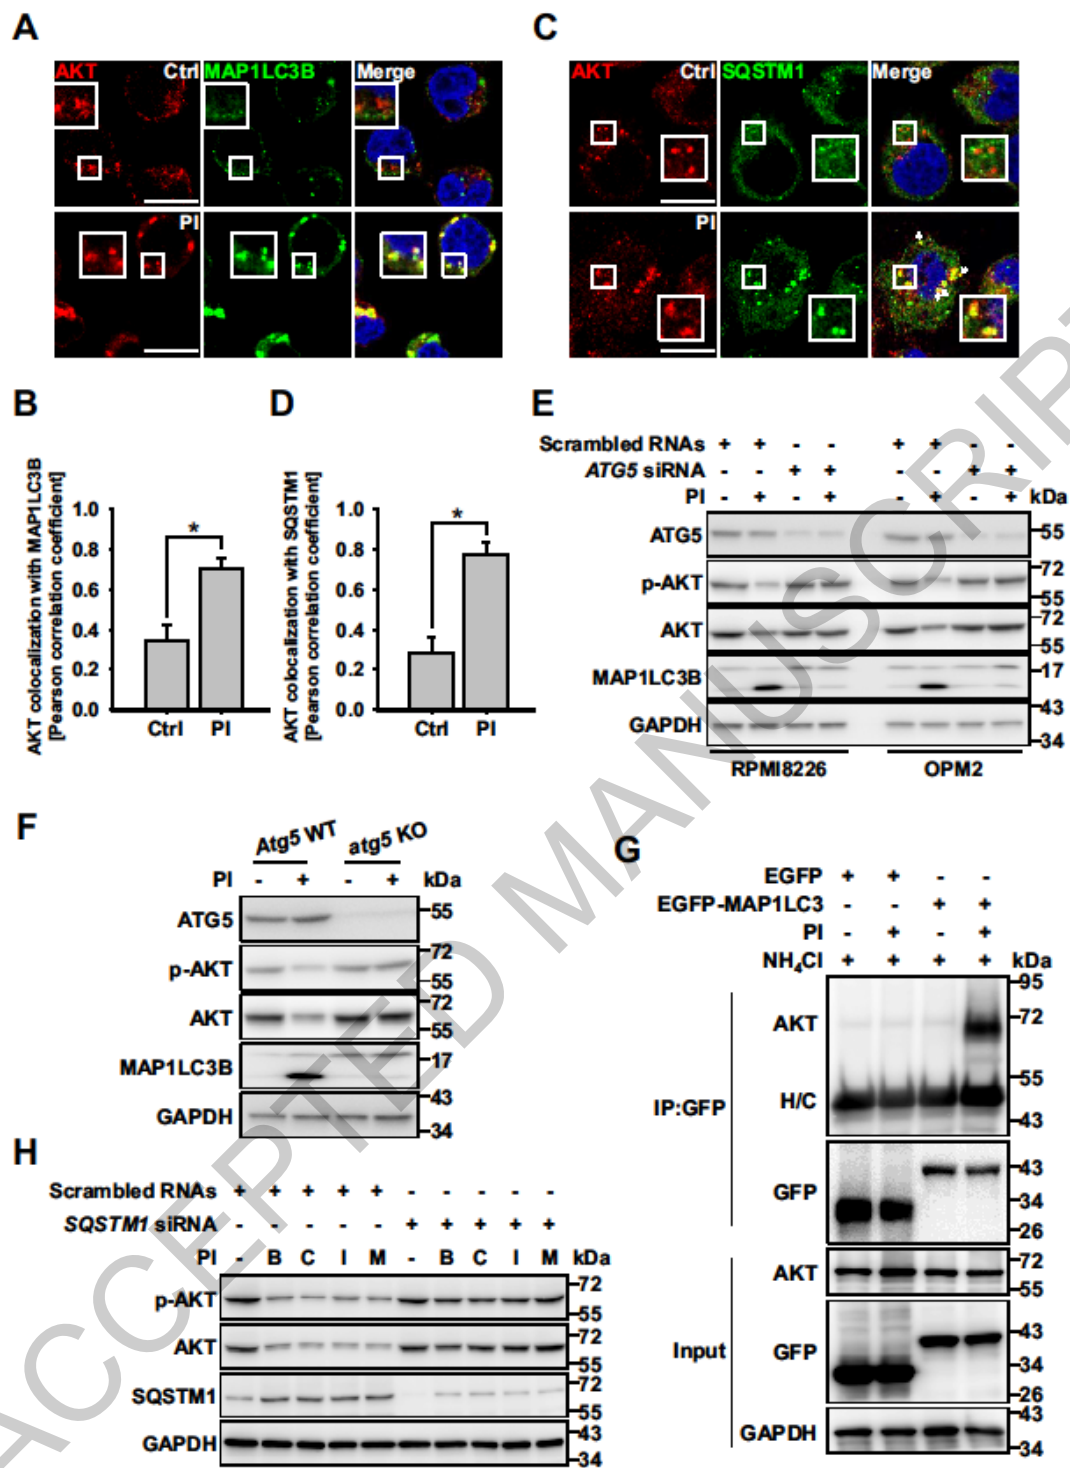 A
AKT Ctrl MAP1LC3B Merge
PI
C
AKT Ctrl SQSTM1 Merge
PI
B
AKT colocalization with MAP1LC3B
[Pearson correlation coefficient]
1.0
0.8
0.6
0.4
0.2
0.0
*
Ctrl PI
D
AKT colocalization with SQSTM1
[Pearson correlation coefficient]
1.0
0.8
0.6
0.4
0.2
0.0
*
Ctrl PI
E
Scrambled RNAs + + - - + + - -
ATG5 siRNA - - + + - - + +
PI - + - + - + - + kDa
ATG5 55
p-AKT 72
55
AKT 72
55
MAP1LC3B 17
GAPDH 43
34
RPMI8226 OPM2
F
Atg5 WT atg5 KO
PI - + - + kDa
ATG5 55
p-AKT 72
55
AKT 72
55
MAP1LC3B 17
GAPDH 43
34
G
EGFP + + - -
EGFP-MAP1LC3 - - + +
PI - + - +
NH4Cl + + + + kDa
95
AKT 72
55
H/C
43
IP:GFP
43
GFP 34
26
AKT 72
55
Input
43
GFP 34
26
GAPDH 43
34
H
Scrambled RNAs + + + + + - - - - -
SQSTM1 siRNA - - - - - + + + + +
PI - B C I M - B C I M kDa
p-AKT 72
55
AKT 72
55
SQSTM1 72
55
GAPDH 43
34
ACCEPTED MANUSCRIPT